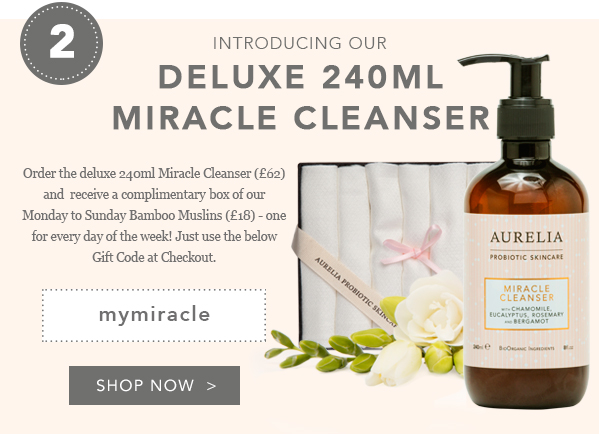 2
INTRODUCING OUR
DELUXE 240ML
MIRACLE CLEANSER
Order the deluxe 240ml Miracle Cleanser (£62)
and receive a complimentary box of our
Monday to Sunday Bamboo Muslins (£18) - one
for every day of the week! Just use the below
Gift Code at Checkout.
mymiracle
SHOP NOW >
AURELIA PROBIOTIC SKINCARE
AURELIA
PROBIOTIC SKINCARE
MIRACLE
CLEANSER
WITH CHAMOMILE,
EUCALYPTUS, ROSEMARY
AND BERGAMOT
240ml e BIOORGANIC INGREDIENTS 8fl oz